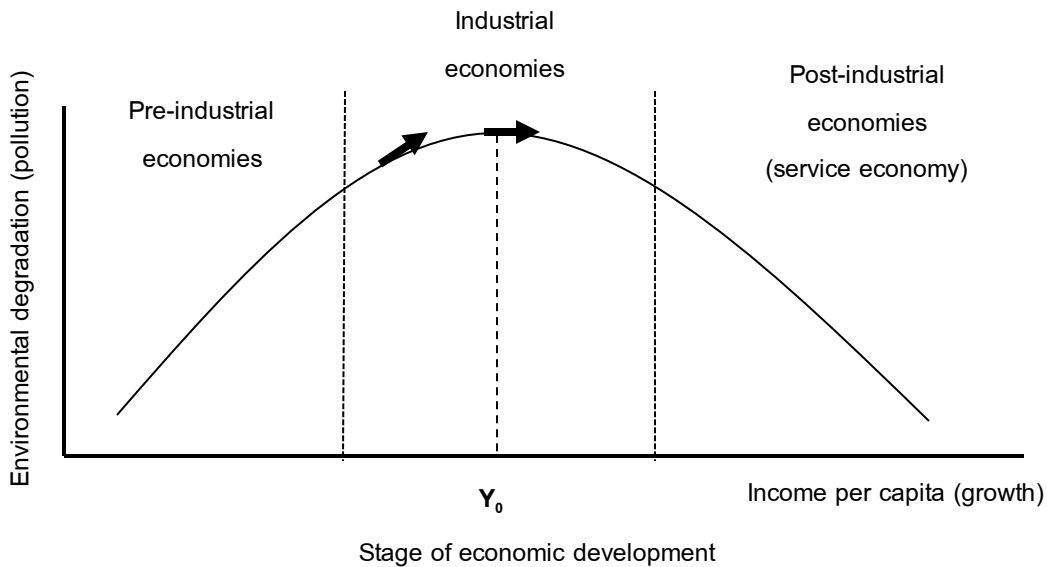 Industrial
economies
Pre-industrial
economies
Post-industrial
economies
(service economy)
Environmental degradation (pollution)
Y₀
Income per capita (growth)
Stage of economic development